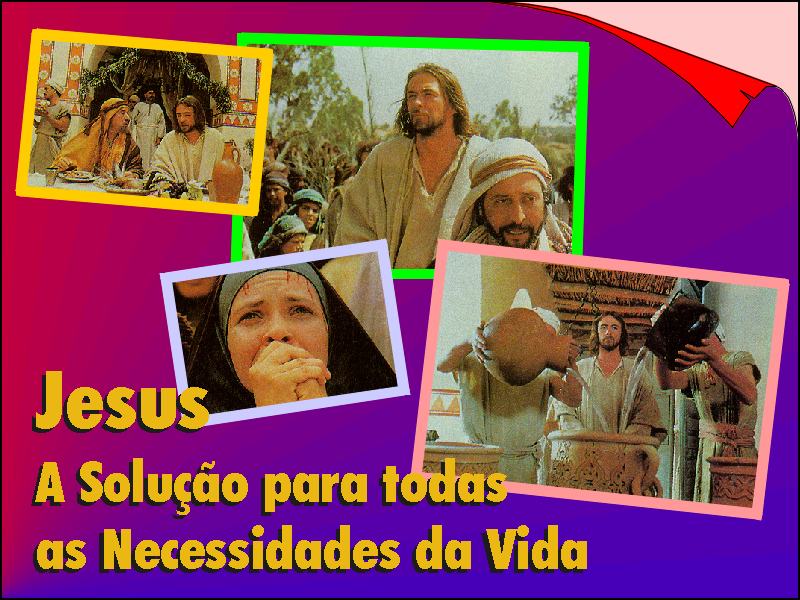 Jesus
A Solução para todas
as Necessidades da Vida